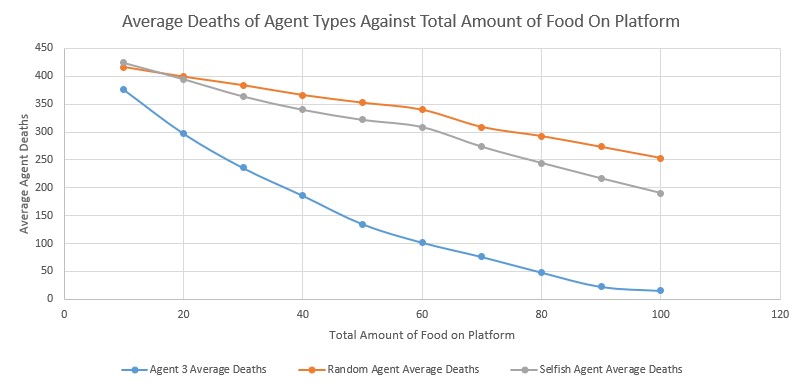 Average Deaths of Agent Types Against Total Amount of Food On Platform
450
400
350
300
250
200
150
100
50
0
Average Agent Deaths
0 20 40 60 80 100 120
Total Amount of Food on Platform
Agent 3 Average Deaths Random Agent Average Deaths Selfish Agent Average Deaths